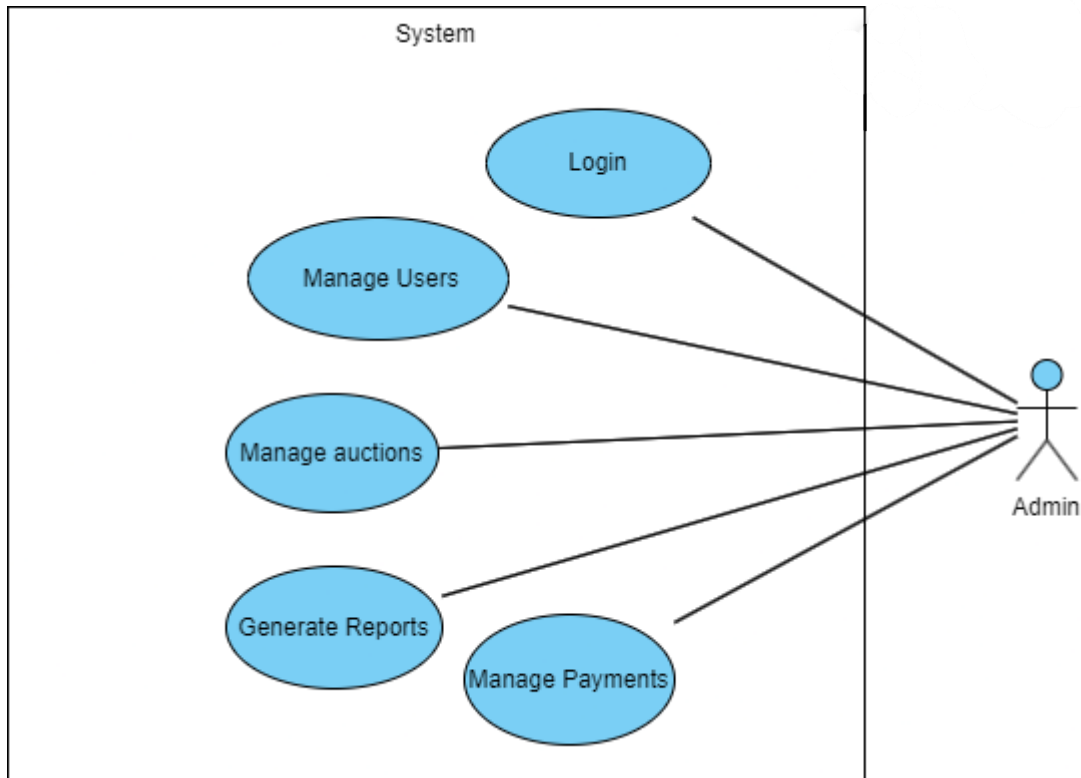 System
Login
Manage Users
Manage auctions
Admin
Generate Reports
Manage Payments